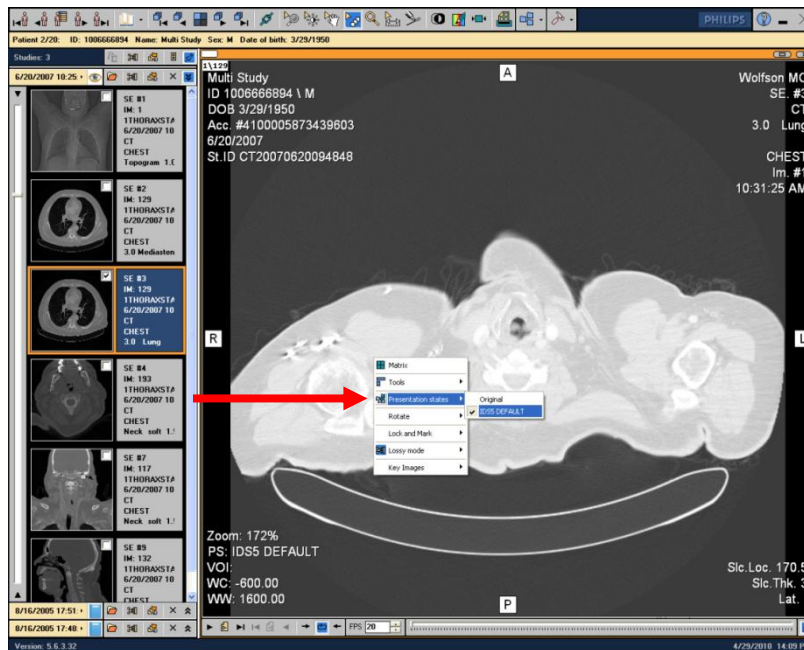 PHILIPS
Patient 2/20: ID: 1006666894 Name: Multi Study Sex: M Date of birth: 3/29/1950
Studies: 3
6/20/2007 10:25
SE #1
IM: 1
1THORAXSTA
6/20/2007 10
CT
CHEST
Topogram 1.0
SE #2
IM: 129
1THORAXSTA
6/20/2007 10
CT
CHEST
3.0 Mediasten
SE #3
IM: 129
1THORAXSTA
6/20/2007 10
CT
CHEST
3.0 Lung
SE #4
IM: 193
1THORAXSTA
6/20/2007 10
CT
CHEST
Neck soft 1.
SE #7
IM: 117
1THORAXSTA
6/20/2007 10
CT
CHEST
Neck soft 1.
SE #9
IM: 132
1THORAXSTA
6/20/2007 10
CT
CHEST
8/16/2005 17:51
8/16/2005 17:48
Version: 5.6.3.32
1\129
Multi Study
ID 1006666894 \ M
DOB 3/29/1950
Acc. #4100005873439603
6/20/2007
St.ID CT20070620094848
A
Wolfson MC
SE. #3
CT
3.0 Lung
CHEST
Im. #1
10:31:25 AM
R
L
Matrix
Tools
Presentation states
Rotate
Lock and Mark
Lossy mode
Key Images
Original
IDS5 DEFAULT
Zoom: 172%
PS: IDS5 DEFAULT
VOI:
WC: -600.00
WW: 1600.00
P
Slc.Loc. 170.5
Slc.Thk. 3
Lat.
FPS 20
4/29/2010 14:09 P